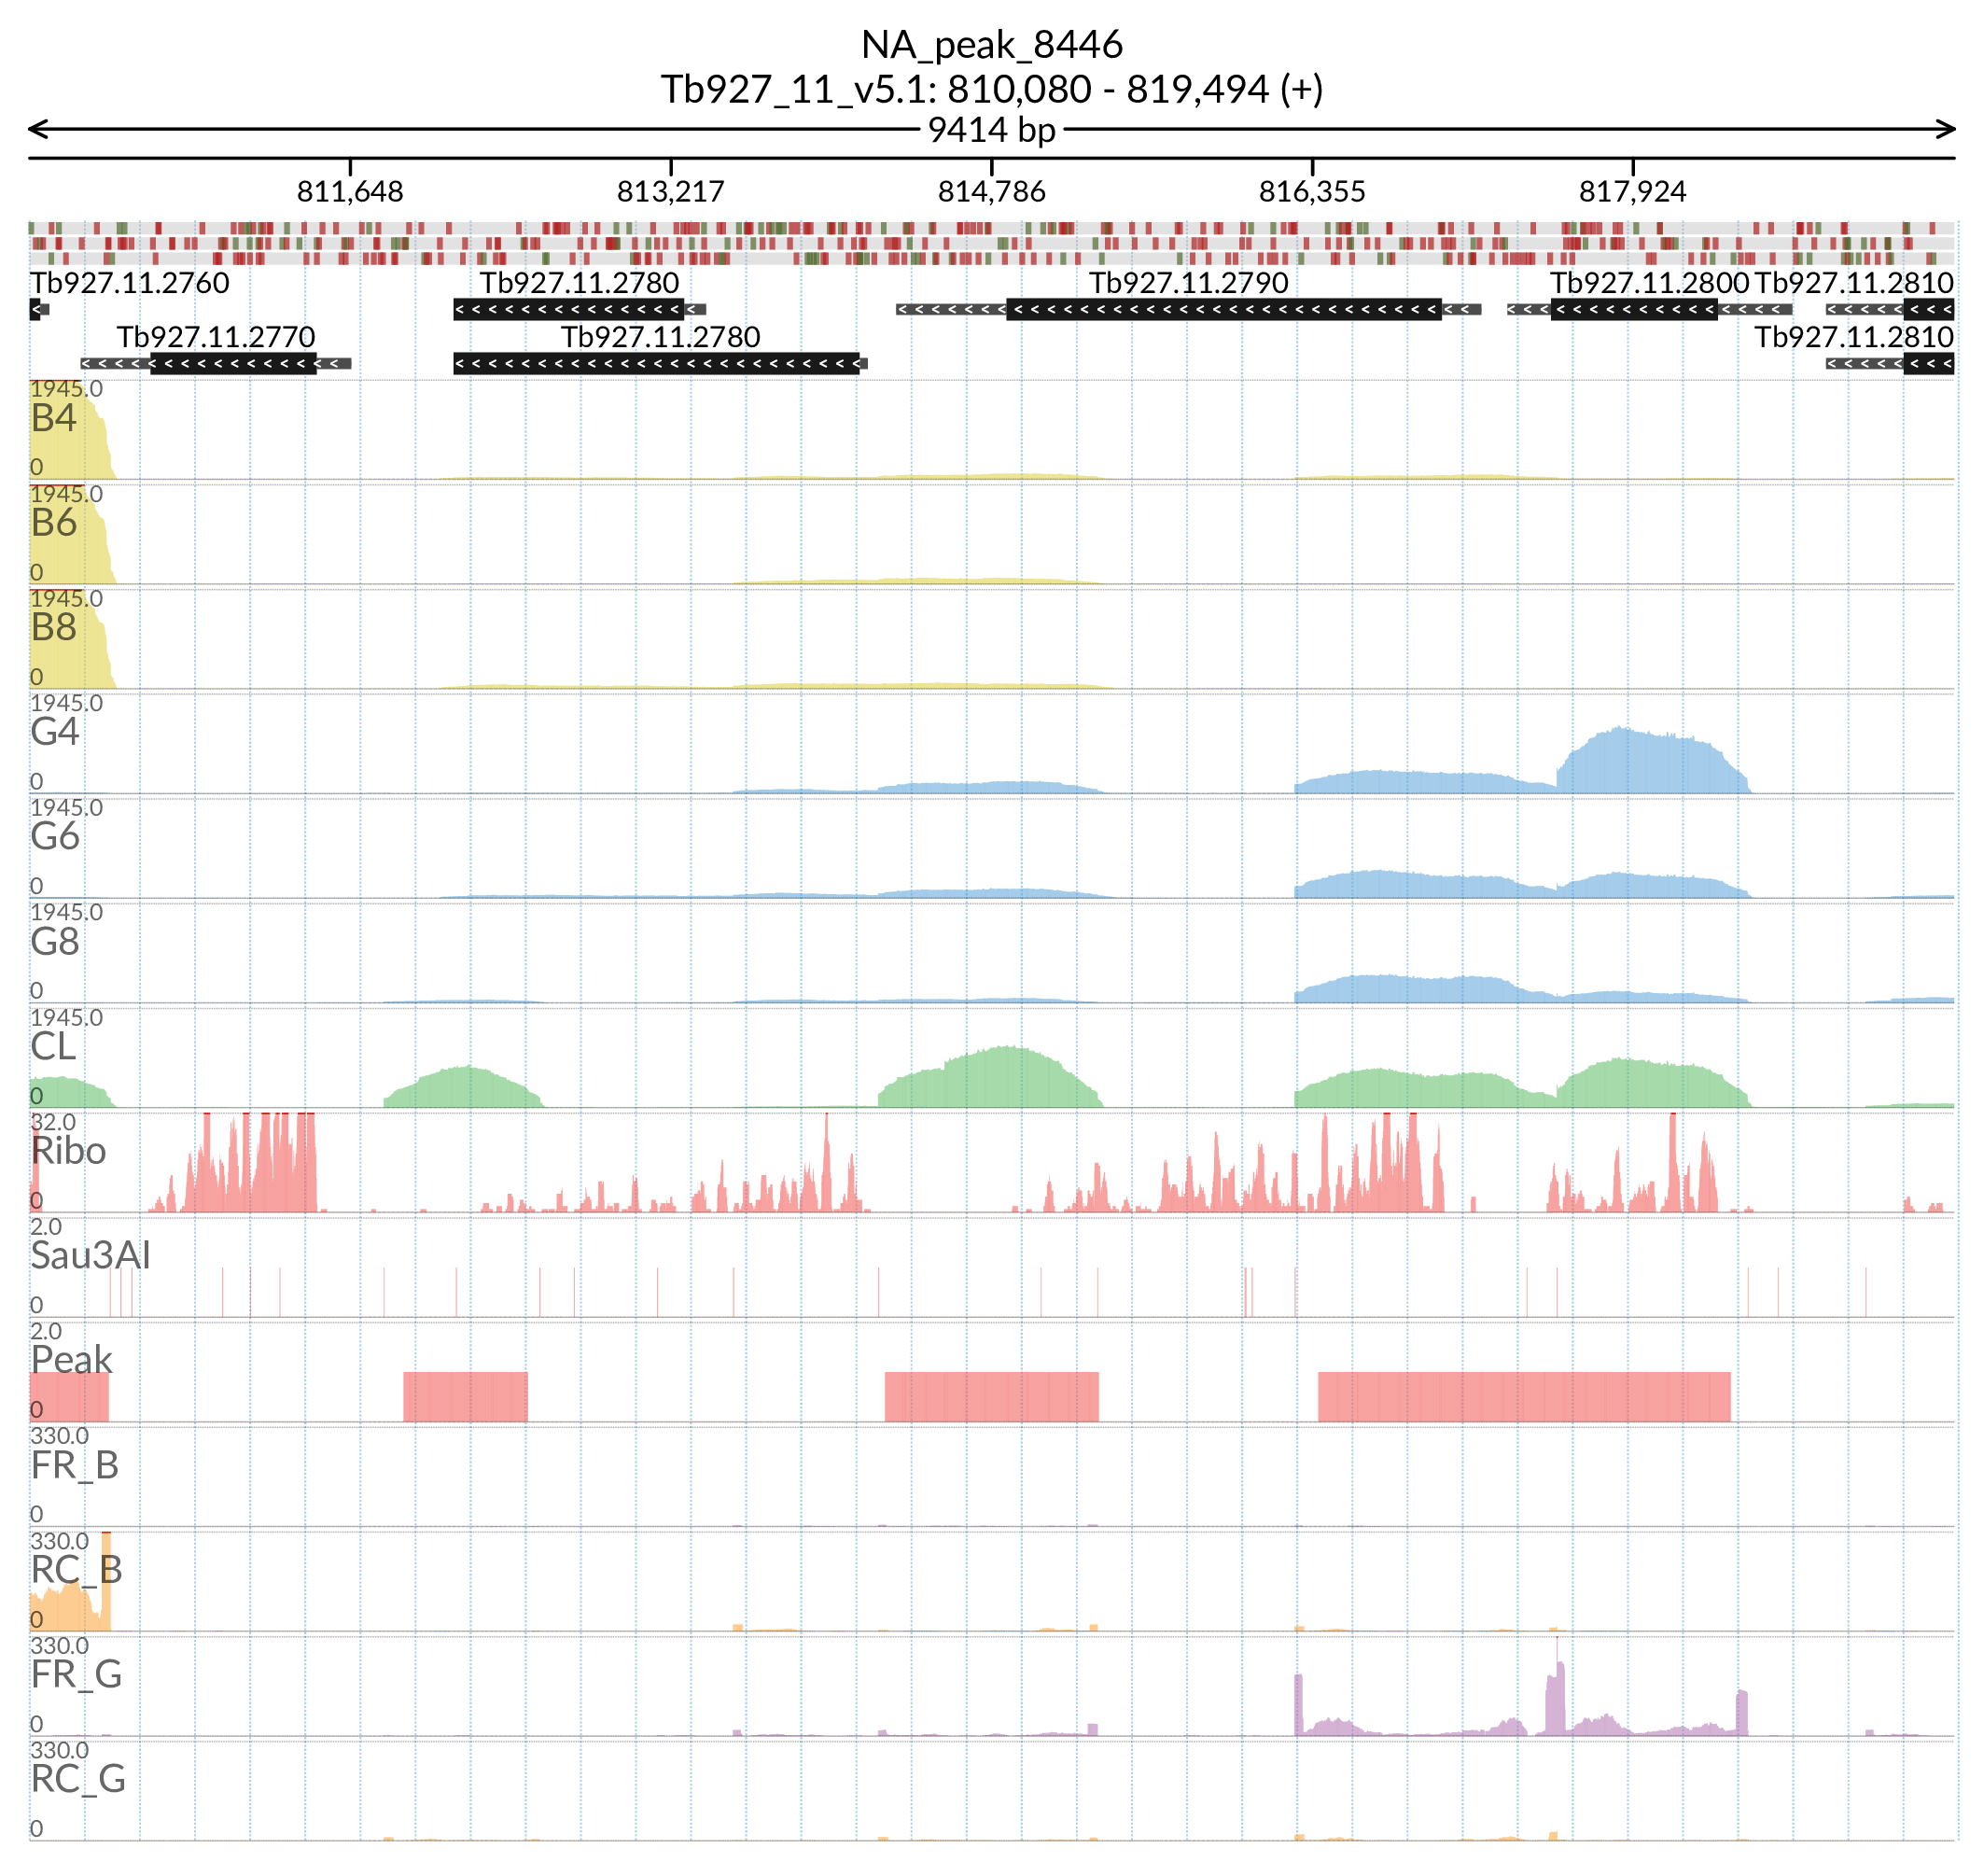 NA_peak_8446
Tb927_11_v5.1: 810,080 - 819,494 (+)
9414 bp
811,648 813,217 814,786 816,355 817,924
Tb927.11.2760 Tb927.11.2780 Tb927.11.2790 Tb927.11.2800 Tb927.11.2810
Tb927.11.2770 Tb927.11.2780 Tb927.11.2810
1945.0
B4
0
1945.0
B6
0
1945.0
B8
0
1945.0
G4
0
1945.0
G6
0
1945.0
G8
0
1945.0
CL
0
32.0
Ribo
0
2.0
Sau3AI
0
2.0
Peak
0
330.0
FR_B
0
330.0
RC_B
0
330.0
FR_G
0
330.0
RC_G
0